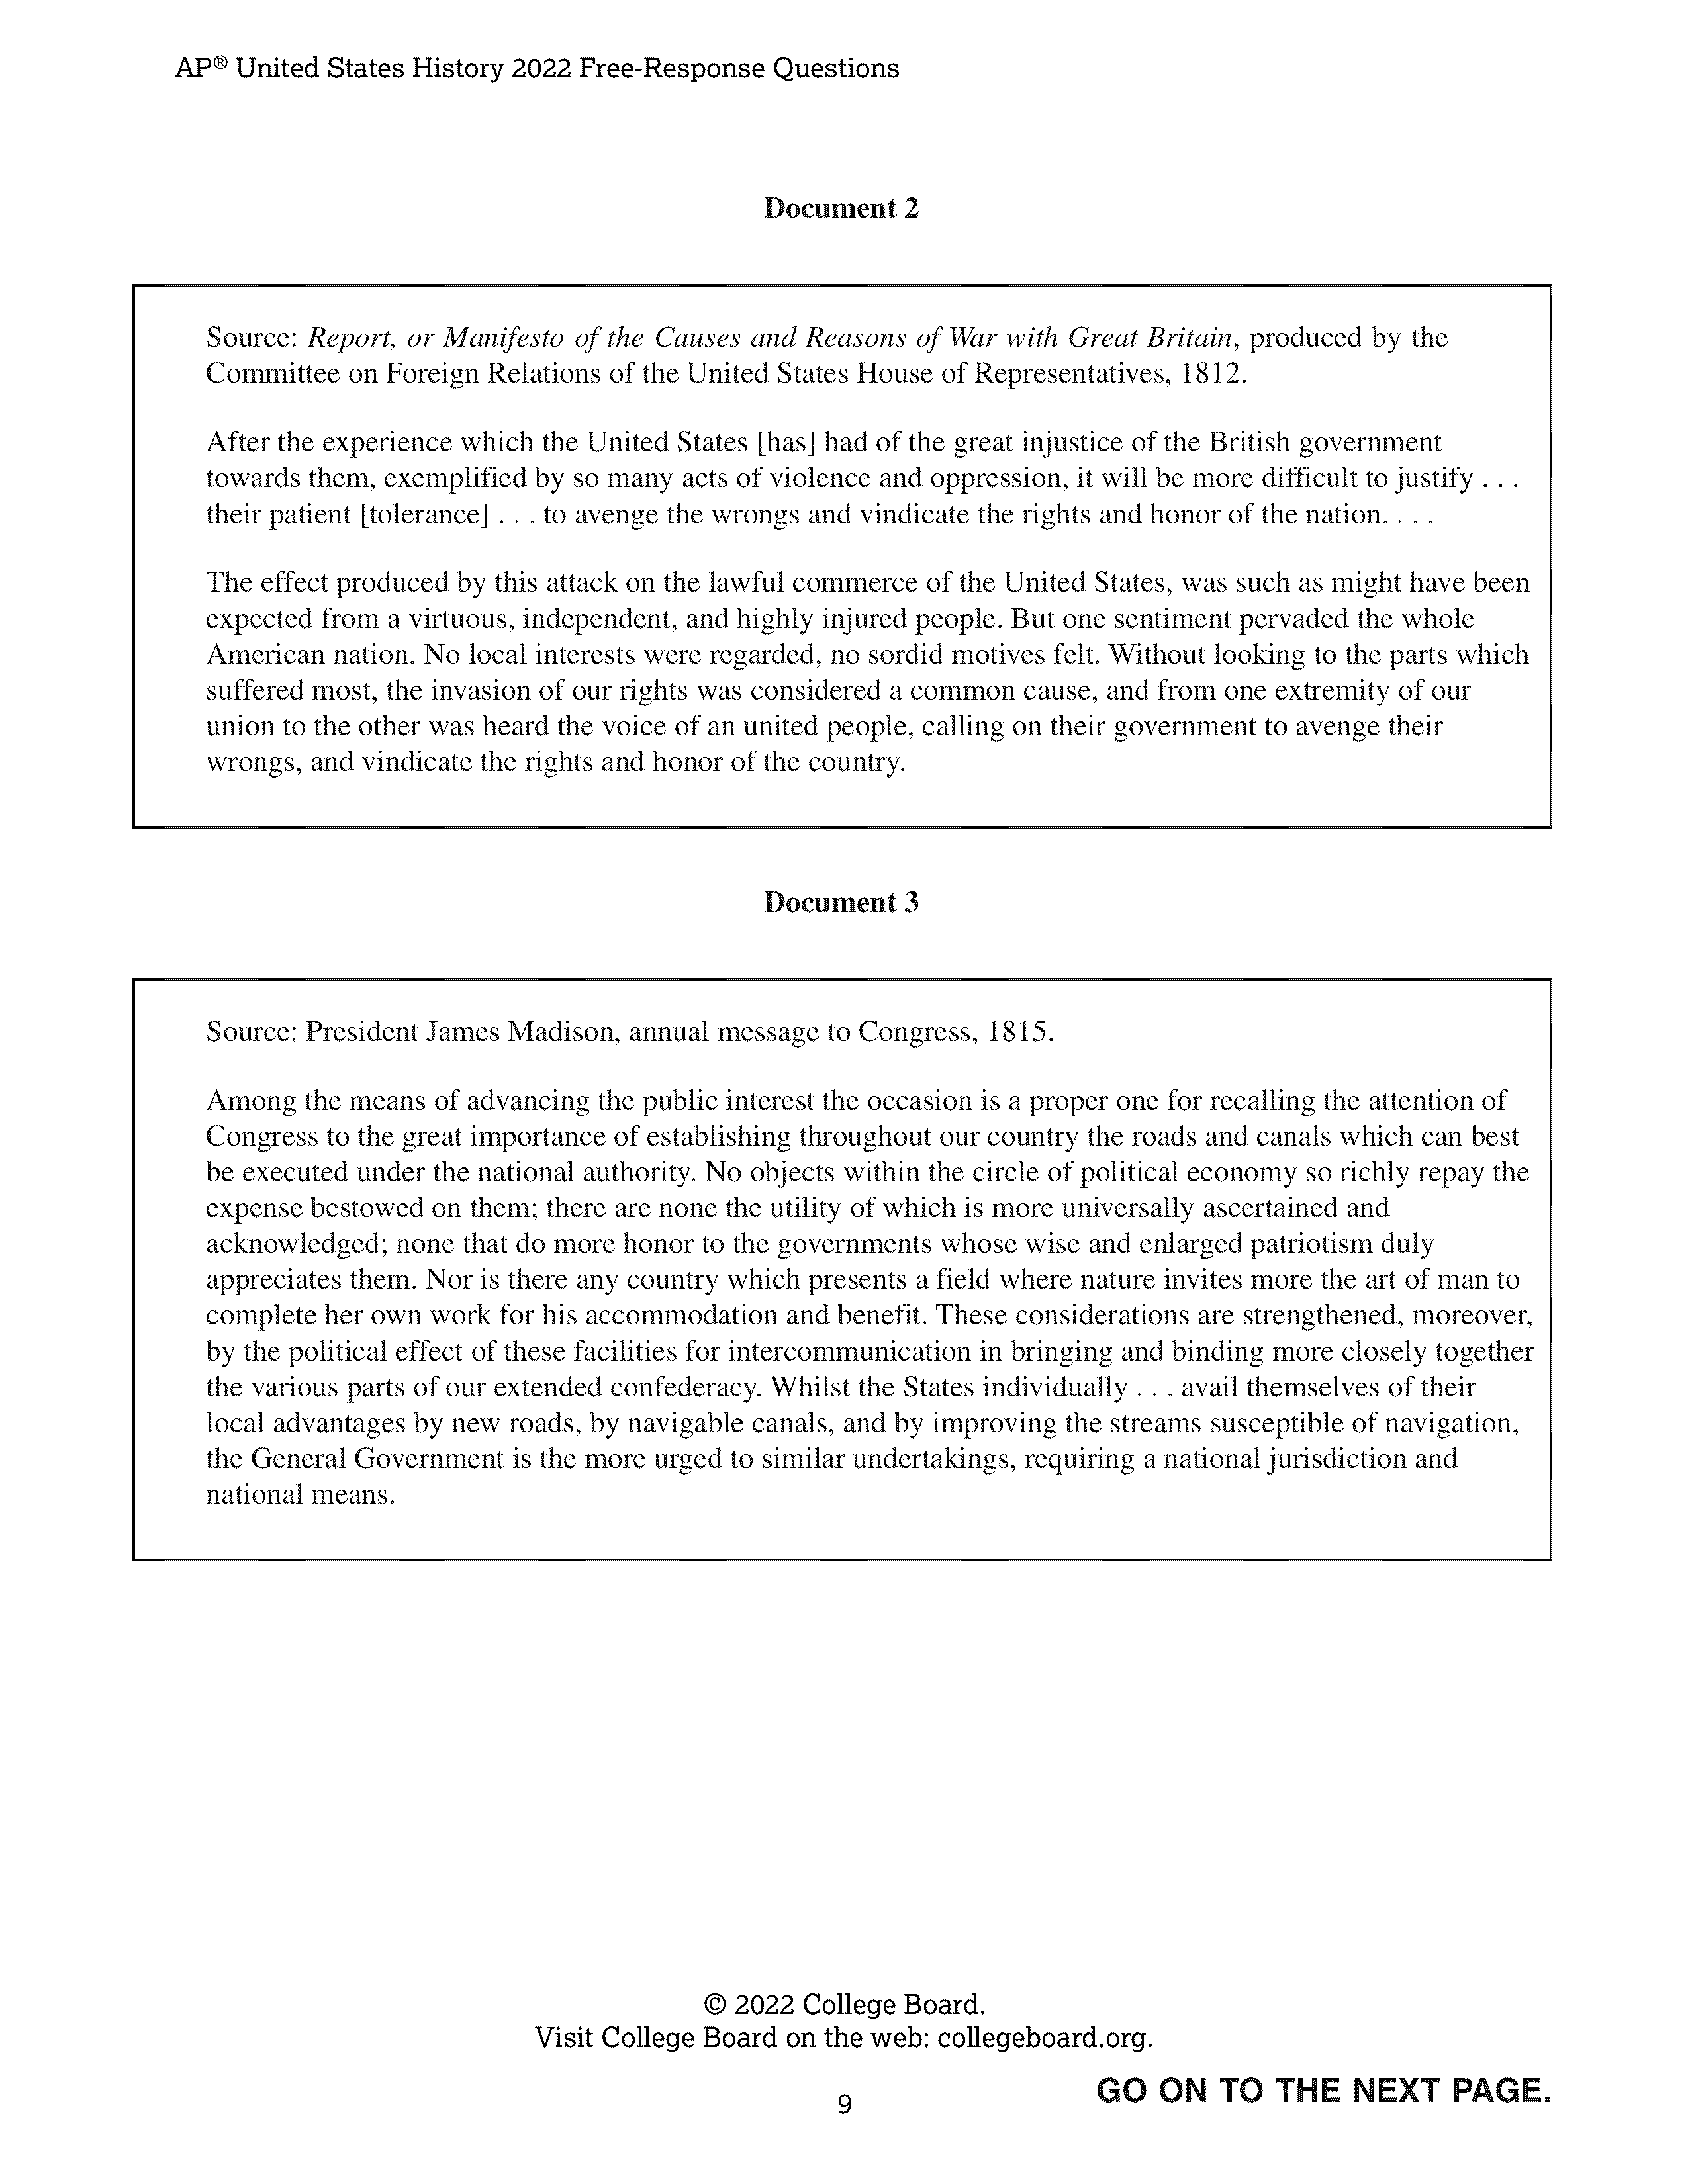 AP® United States History 2022 Free-Response Questions
Document 2
Source: Report, or Manifesto of the Causes and Reasons of War with Great Britain, produced by the
Committee on Foreign Relations of the United States House of Representatives, 1812.
After the experience which the United States [has] had of the great injustice of the British government
towards them, exemplified by so many acts of violence and oppression, it will be more difficult to justify . . .
their patient [tolerance] . . . to avenge the wrongs and vindicate the rights and honor of the nation. . . .
The effect produced by this attack on the lawful commerce of the United States, was such as might have been
expected from a virtuous, independent, and highly injured people. But one sentiment pervaded the whole
American nation. No local interests were regarded, no sordid motives felt. Without looking to the parts which
suffered most, the invasion of our rights was considered a common cause, and from one extremity of our
union to the other was heard the voice of an united people, calling on their government to avenge their
wrongs, and vindicate the rights and honor of the country.
Document 3
Source: President James Madison, annual message to Congress, 1815.
Among the means of advancing the public interest the occasion is a proper one for recalling the attention of
Congress to the great importance of establishing throughout our country the roads and canals which can best
be executed under the national authority. No objects within the circle of political economy so richly repay the
expense bestowed on them; there are none the utility of which is more universally ascertained and
acknowledged; none that do more honor to the governments whose wise and enlarged patriotism duly
appreciates them. Nor is there any country which presents a field where nature invites more the art of man to
complete her own work for his accommodation and benefit. These considerations are strengthened, moreover,
by the political effect of these facilities for intercommunication in bringing and binding more closely together
the various parts of our extended confederacy. Whilst the States individually . . . avail themselves of their
local advantages by new roads, by navigable canals, and by improving the streams susceptible of navigation,
the General Government is the more urged to similar undertakings, requiring a national jurisdiction and
national means.
© 2022 College Board.
Visit College Board on the web: collegeboard.org.
GO ON TO THE NEXT PAGE.
9